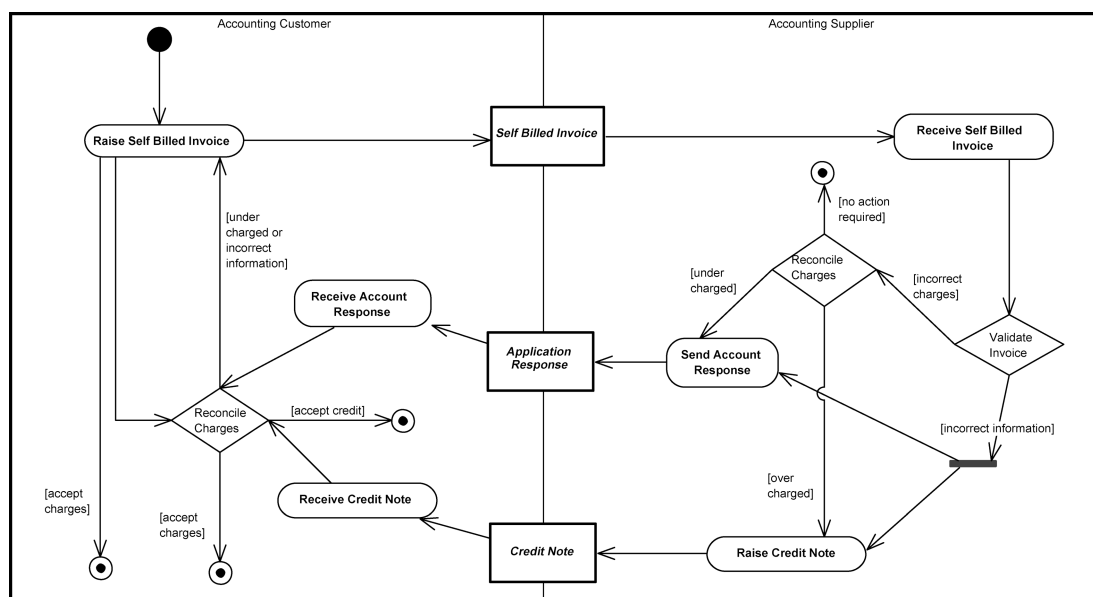 Accounting Customer
Accounting Supplier
Raise Self Billed Invoice
Self Billed Invoice
Receive Self Billed
Invoice
[no action
required]
[under
charged or
incorrect
information]
Reconcile
Charges
[under
charged]
[incorrect
charges]
Receive Account
Response
Application
Response
Send Account
Response
Validate
Invoice
Reconcile
Charges
[accept credit]
[incorrect information]
Receive Credit Note
[over
charged]
[accept
charges]
[accept
charges]
Credit Note
Raise Credit Note